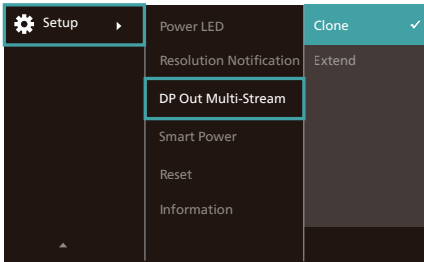 Setup
Power LED
Resolution Notification
DP Out Multi-Stream
Smart Power
Reset
Information
Clone
Extend